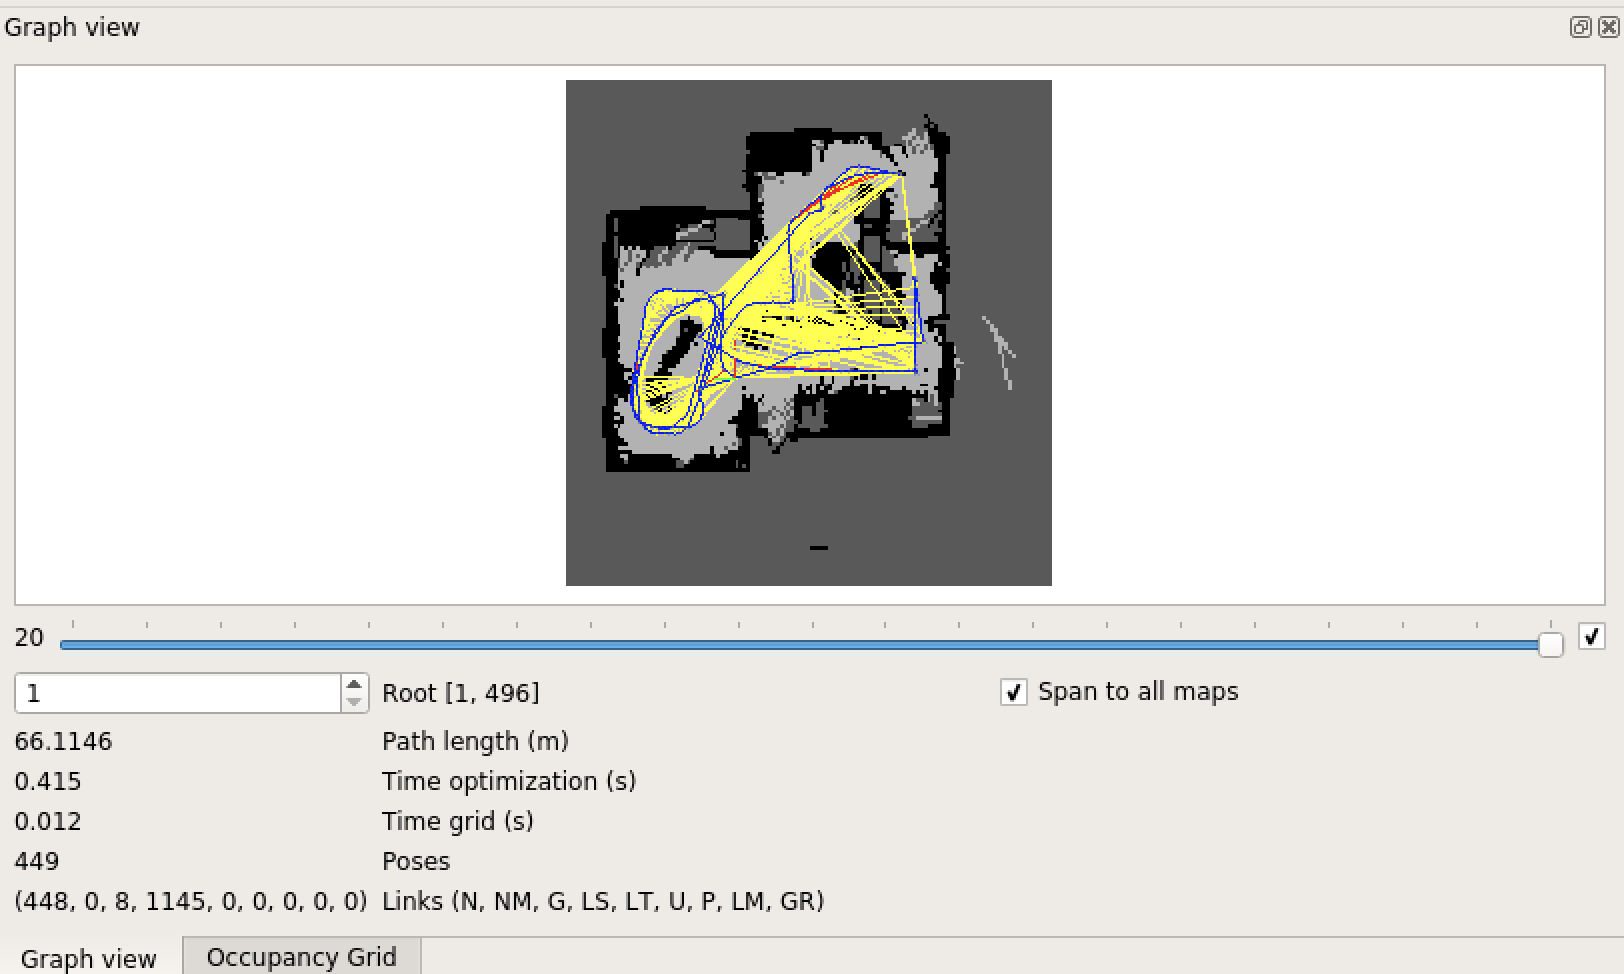 Graph view
20
1 Root [1, 496] Span to all maps
66.1146 Path length (m)
0.415 Time optimization (s)
0.012 Time grid (s)
449 Poses
(448, 0, 8, 1145, 0, 0, 0, 0, 0) Links (N, NM, G, LS, LT, U, P, LM, GR)
Graph view Occupancy Grid